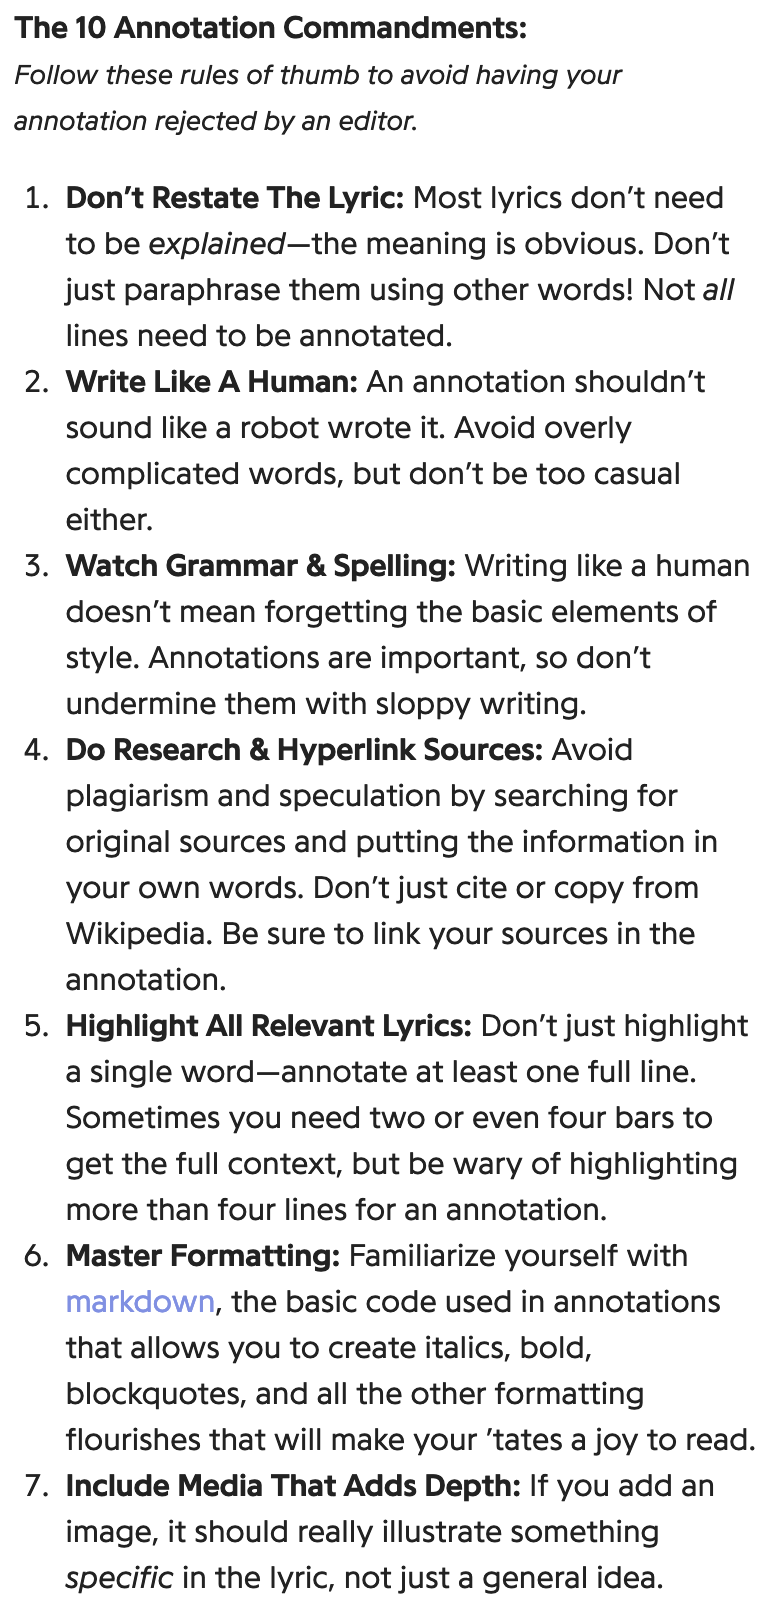 The 10 Annotation Commandments:
Follow these rules of thumb to avoid having your
annotation rejected by an editor.
1. Don’t Restate The Lyric: Most lyrics don’t need
to be explained—the meaning is obvious. Don’t
just paraphrase them using other words! Not all
lines need to be annotated.
2. Write Like A Human: An annotation shouldn’t
sound like a robot wrote it. Avoid overly
complicated words, but don’t be too casual
either.
3. Watch Grammar & Spelling: Writing like a human
doesn’t mean forgetting the basic elements of
style. Annotations are important, so don’t
undermine them with sloppy writing.
4. Do Research & Hyperlink Sources: Avoid
plagiarism and speculation by searching for
original sources and putting the information in
your own words. Don’t just cite or copy from
Wikipedia. Be sure to link your sources in the
annotation.
5. Highlight All Relevant Lyrics: Don’t just highlight
a single word—annotate at least one full line.
Sometimes you need two or even four bars to
get the full context, but be wary of highlighting
more than four lines for an annotation.
6. Master Formatting: Familiarize yourself with
markdown, the basic code used in annotations
that allows you to create italics, bold,
blockquotes, and all the other formatting
flourishes that will make your ’tates a joy to read.
7. Include Media That Adds Depth: If you add an
image, it should really illustrate something
specific in the lyric, not just a general idea.